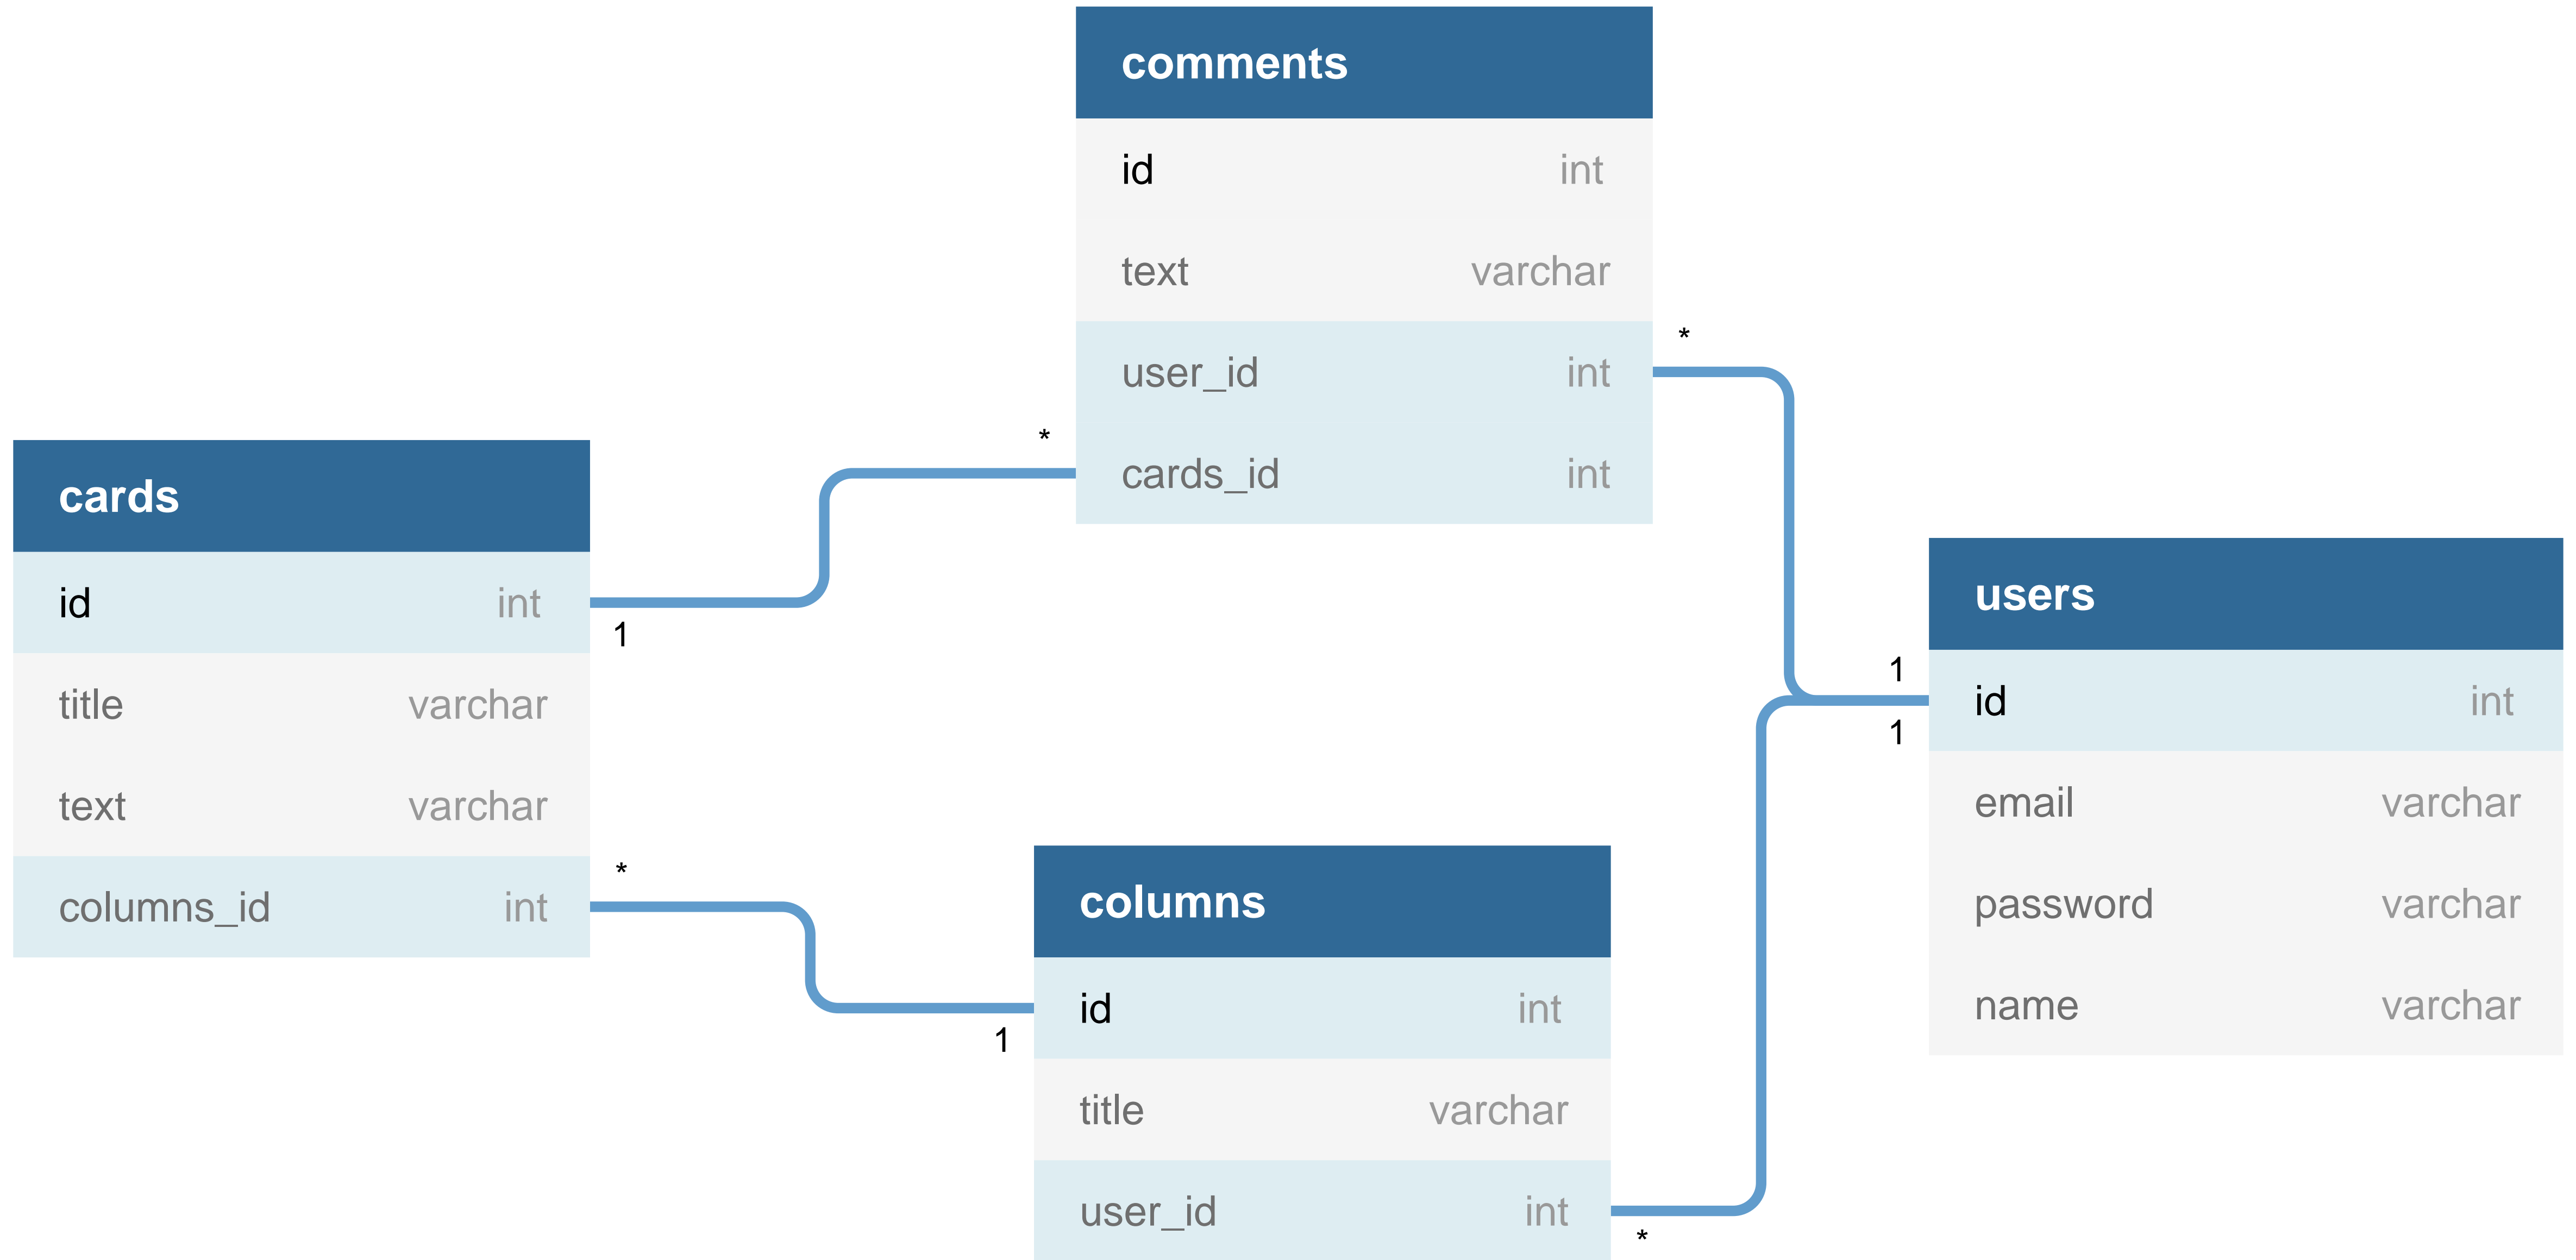 comments
id int
text varchar
user_id int
cards_id int
*
*
cards
id int
title varchar
text varchar
columns_id int
1
*
columns
id int
title varchar
user_id int
1
*
users
id int
email varchar
password varchar
name varchar
1
1